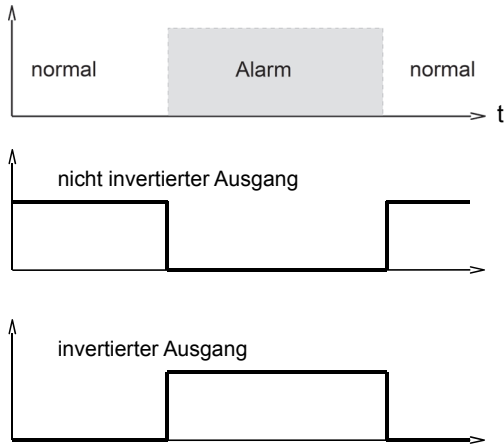 normal Alarm normal
t
nicht invertierter Ausgang
invertierter Ausgang